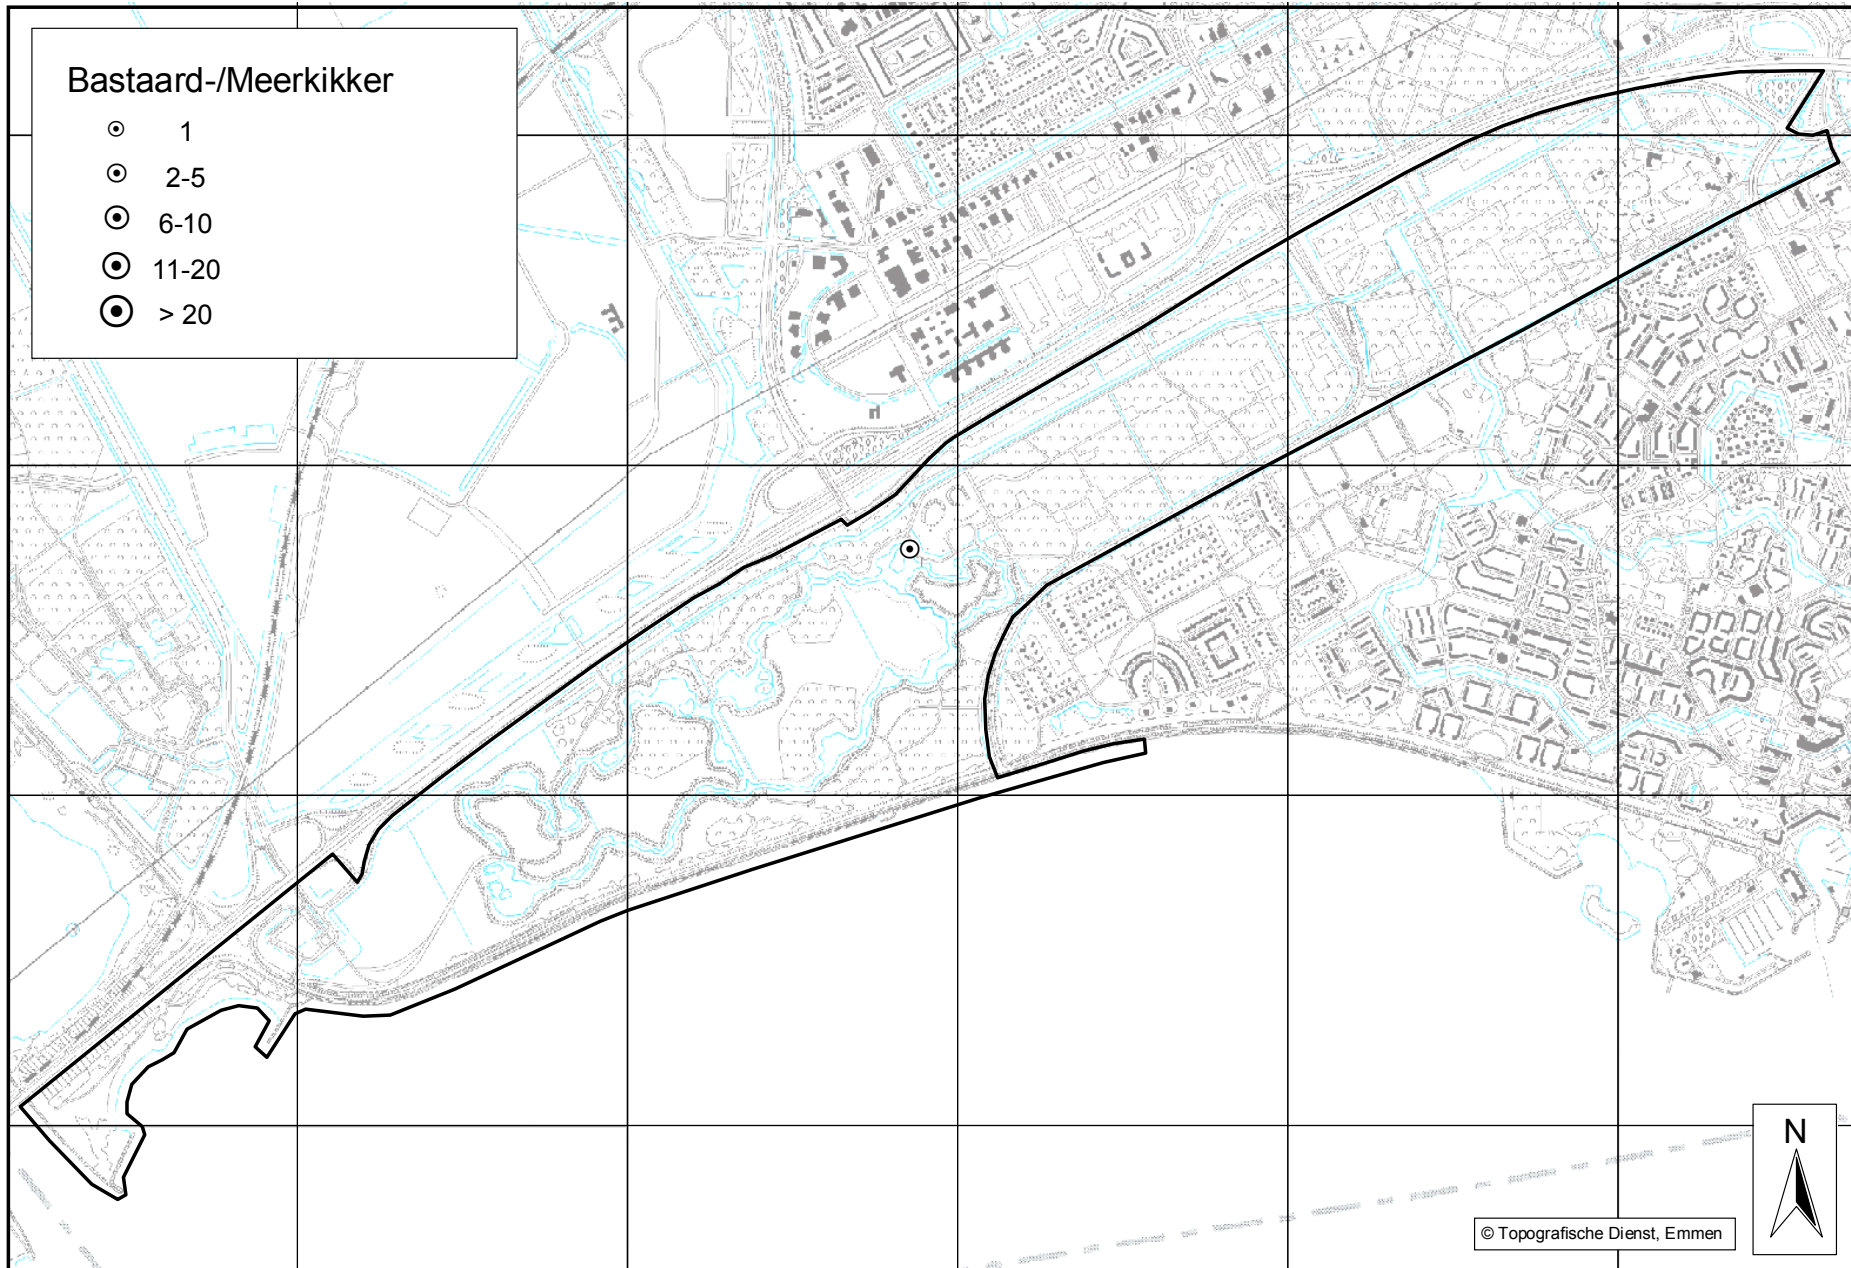 Bastaard-/Meerkikker
1
2-5
6-10
11-20
> 20
N
© Topografische Dienst, Emmen